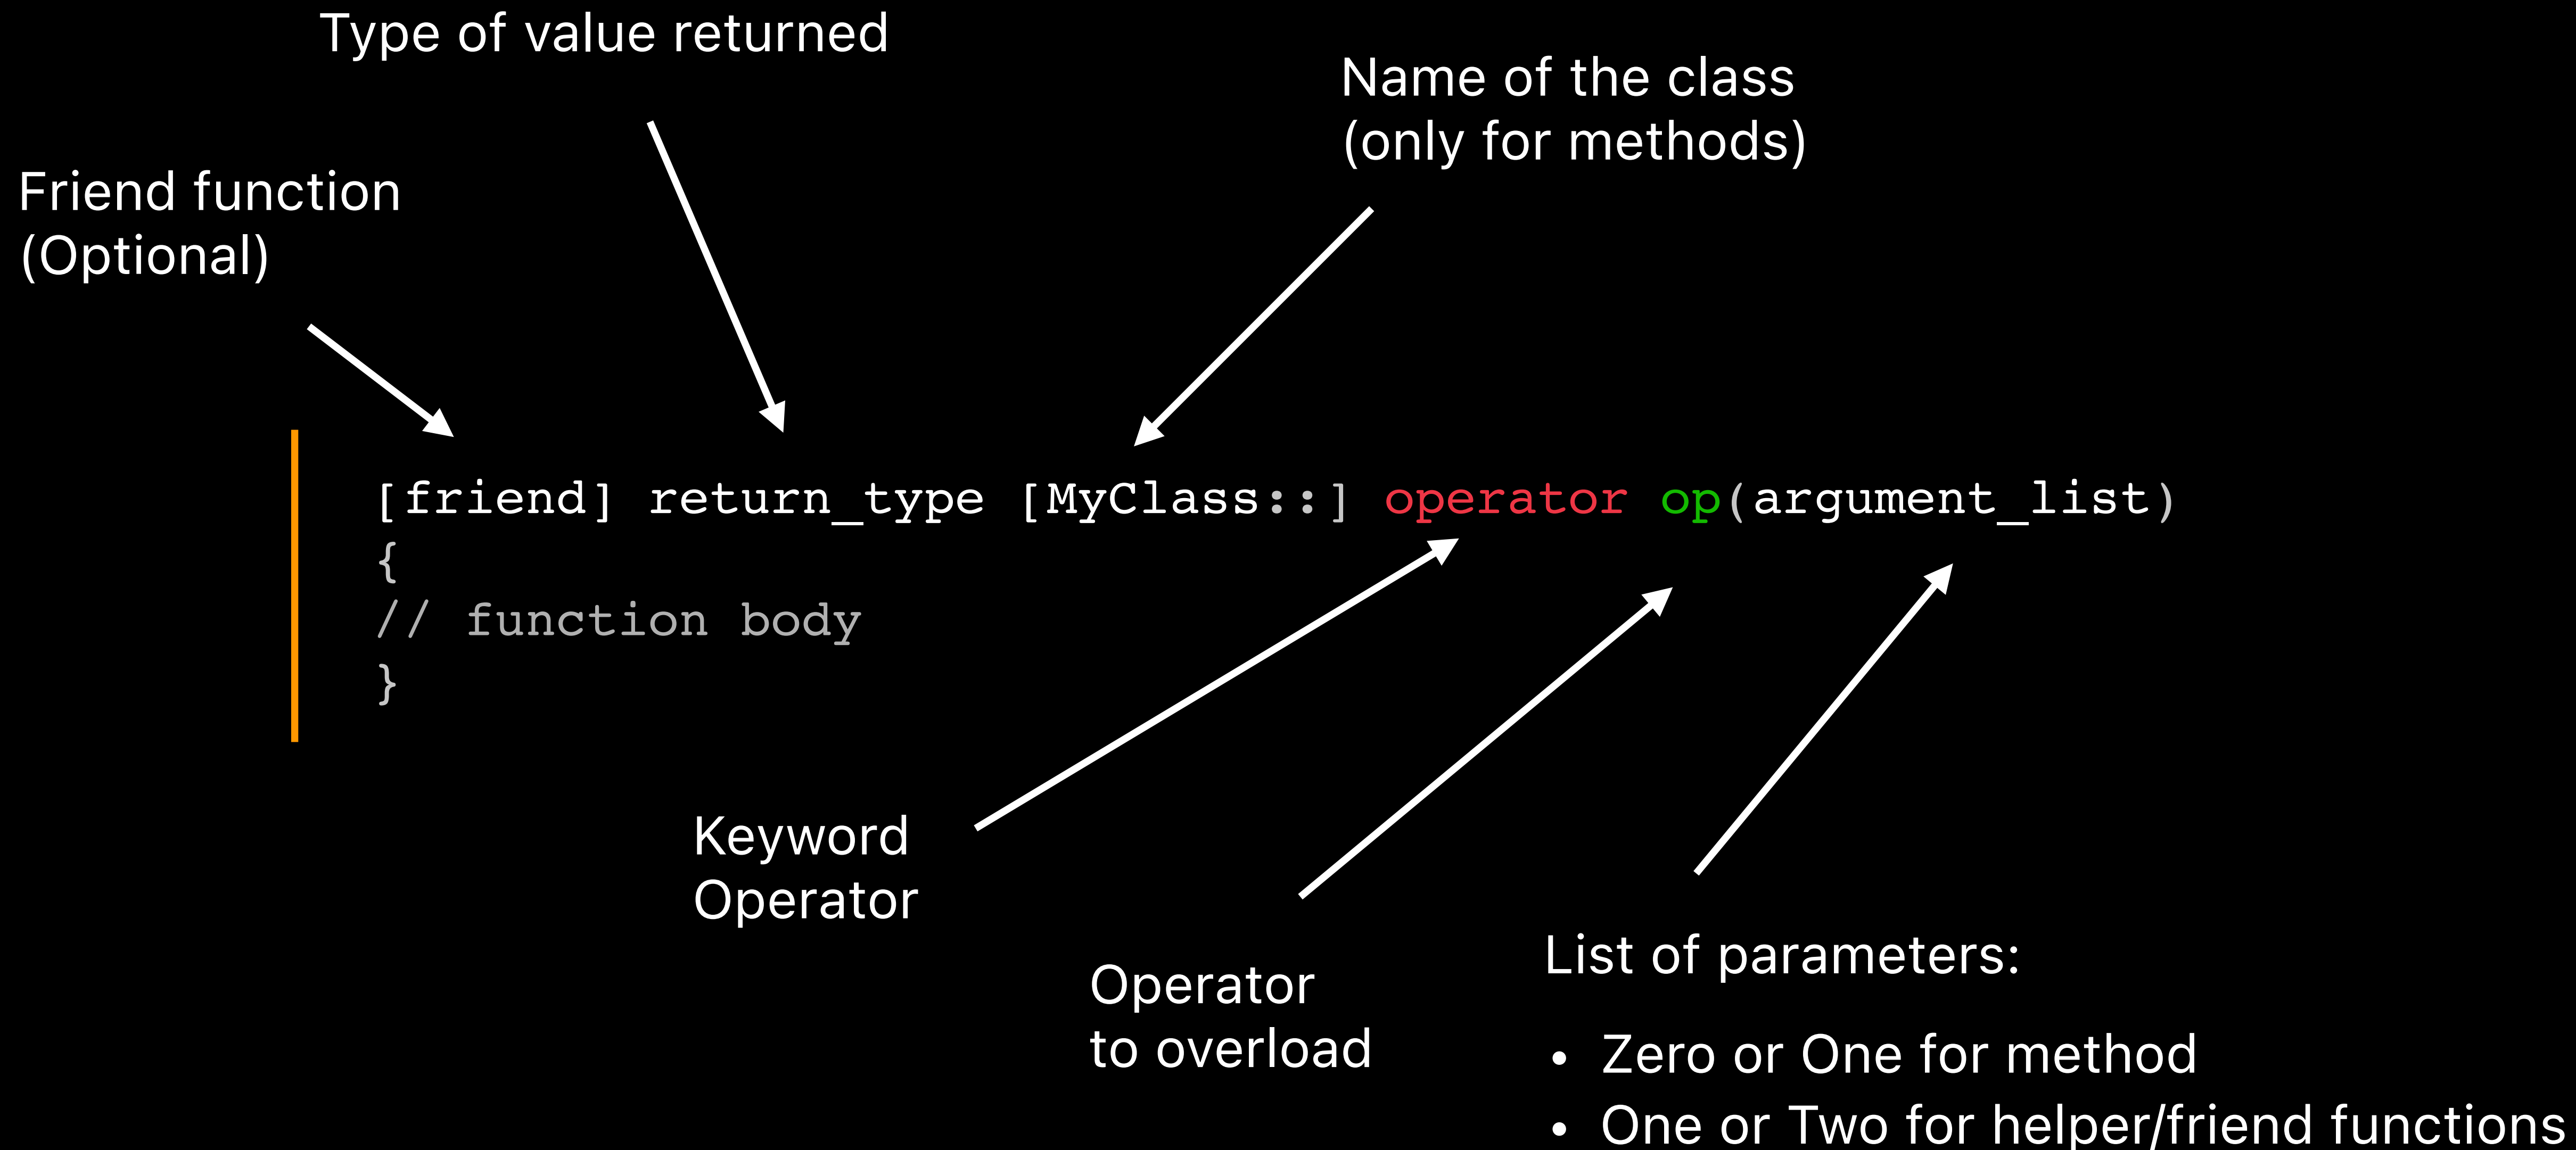 Type of value returned
Name of the class
(only for methods)
Friend function
(Optional)
[friend] return_type [MyClass::] operator op(argument_list)
{
// function body
}
Keyword
Operator
Operator
to overload
List of parameters:
• Zero or One for method
• One or Two for helper/friend functions